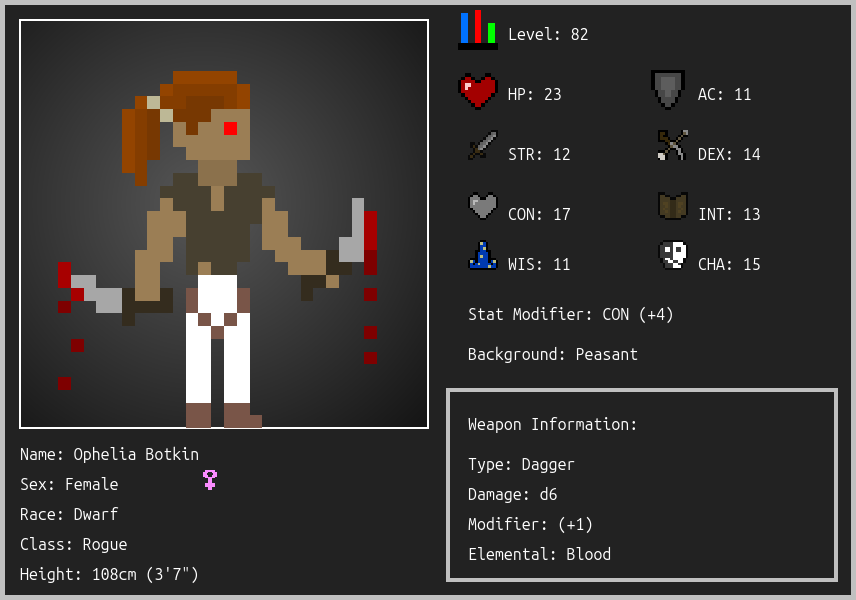 Level: 82
HP: 23
AC: 11
STR: 12
DEX: 14
CON: 17
INT: 13
WIS: 11
CHA: 15
Stat Modifier: CON (+4)
Background: Peasant
Weapon Information:
Type: Dagger
Damage: d6
Modifier: (+1)
Elemental: Blood
Name: Ophelia Botkin
Sex: Female
Race: Dwarf
Class: Rogue
Height: 108cm (3'7")